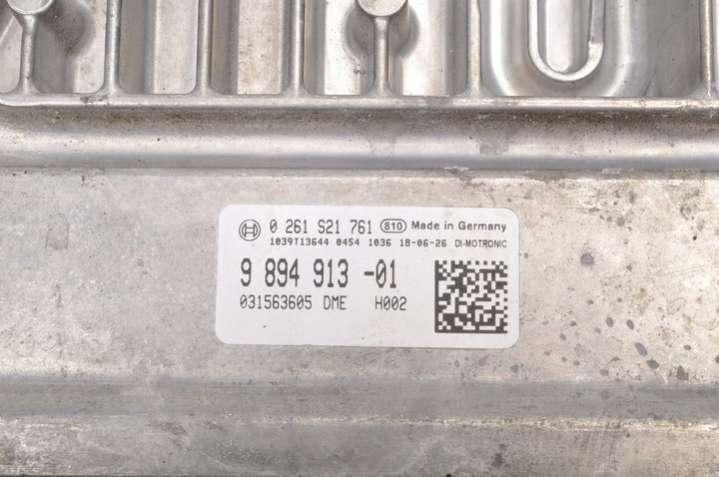 0 261 S21 761 810 Made in Germany
1039T13644 0454 1036 18-06-26 DI-MOTRONIC
9 894 913 -01
031563605 DME H002